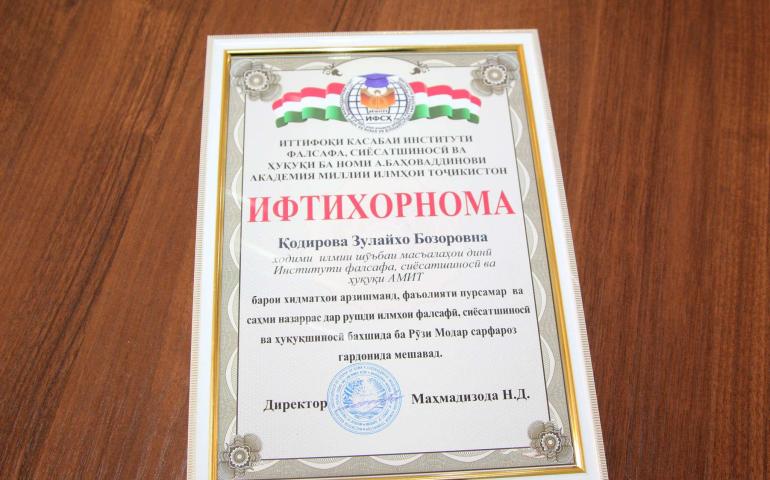 ИФСҲ
ИТТИФОҚИ КАСАБАИ ИНСТИТУТИ
ФАЛСАФА, СИЁСАТШИНОСӢ ВА
ҲУҚУҚИ БА НОМИ А.БАҲОВАДДИНОВИ
АКАДЕМИЯ МИЛЛИИ ИЛМҲОИ ТОҶИКИСТОН
ИФТИХОРНОМА
Қодирова Зулайхо Бозоровна
ходими илмии шӯъбаи масъалаҳои динӣ
Институти фалсафа, сиёсатшиносӣ ва
ҳуқуқи АМИТ
барои хидматҳои арзишманд, фаъолияти пурсамар ва
саҳми назаррас дар рушди илмҳои фалсафӣ, сиёсатшиносӣ
ва ҳуқуқшиносӣ бахшида ба Рӯзи Модар сарфароз
гардонида мешавад.
Директор Маҳмадизода Н.Д.